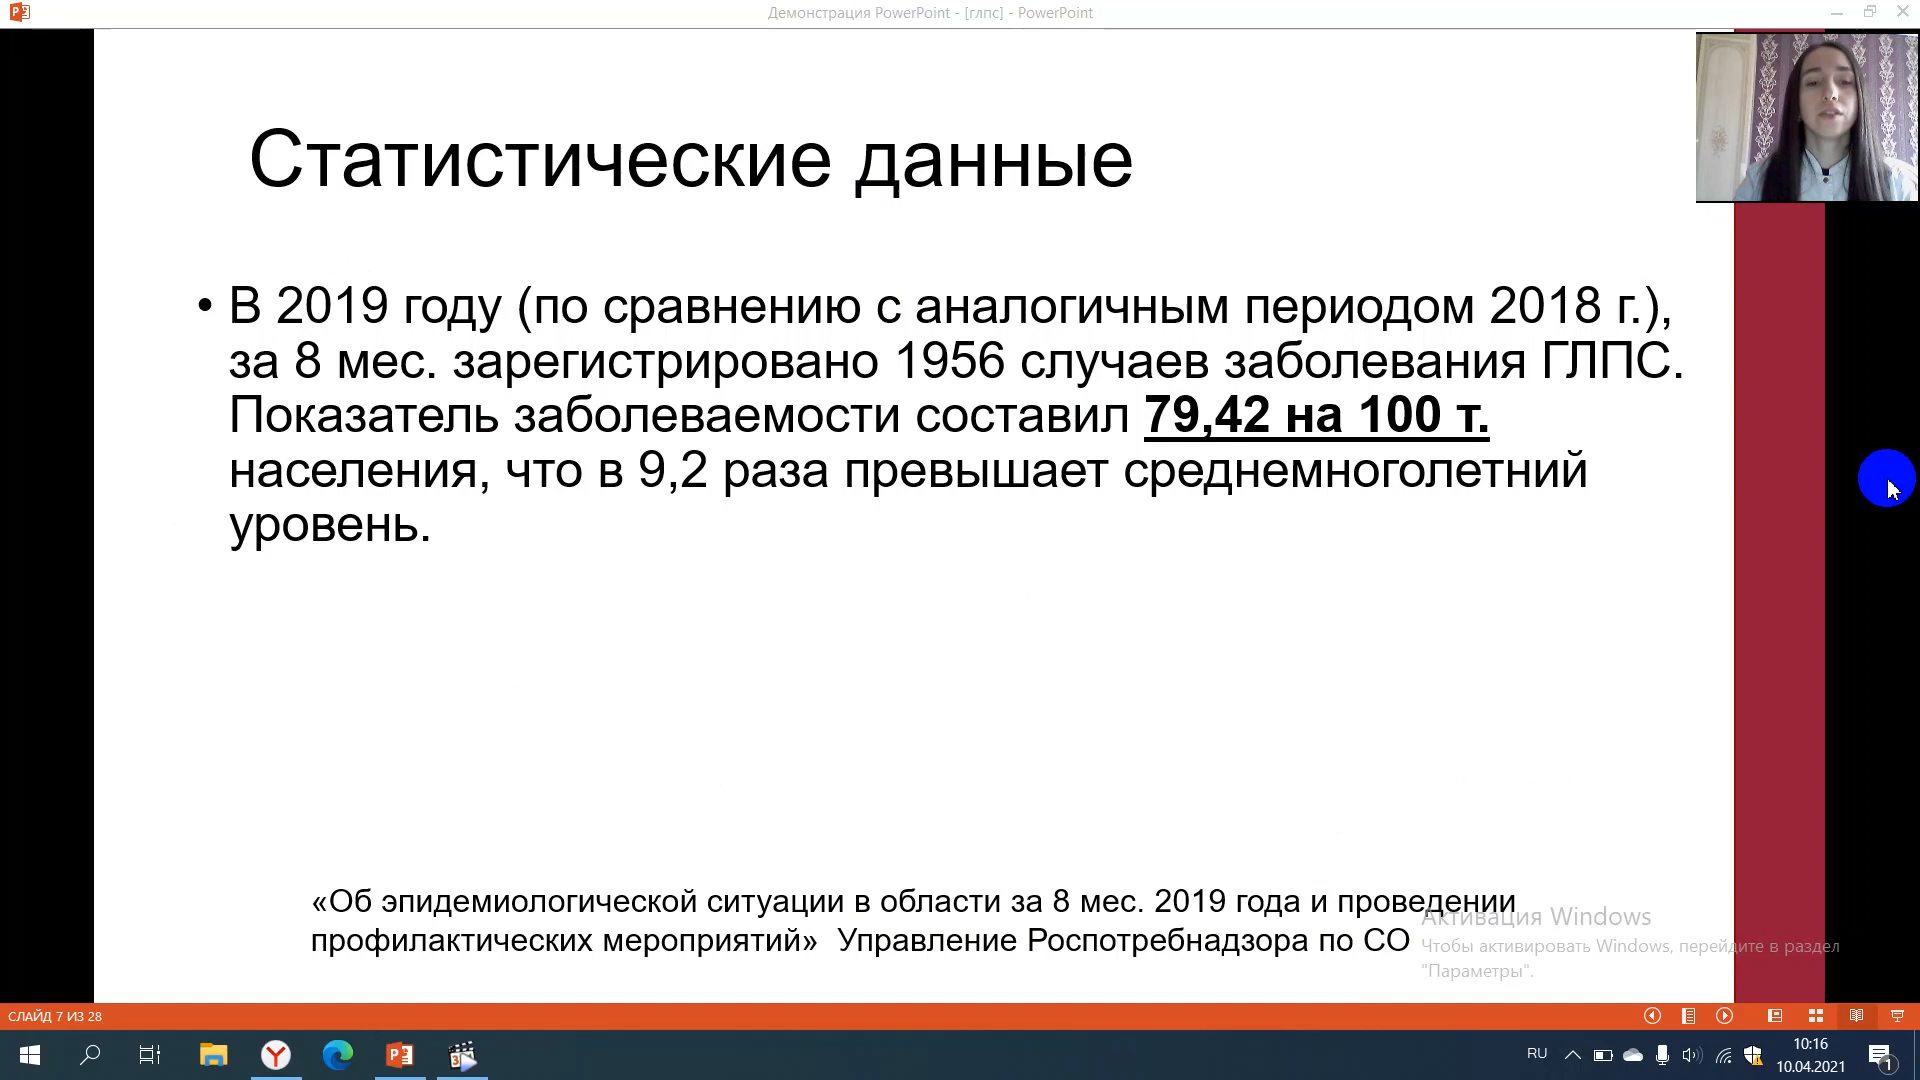 Демонстрация PowerPoint - [глпс] - PowerPoint
Статистические данные
• В 2019 году (по сравнению с аналогичным периодом 2018 г.),
за 8 мес. зарегистрировано 1956 случаев заболевания ГЛПС.
Показатель заболеваемости составил 79,42 на 100 т.
населения, что в 9,2 раза превышает среднемноголетний
уровень.
«Об эпидемиологической ситуации в области за 8 мес. 2019 года и проведении
профилактических мероприятий» Управление Роспотребнадзора по СО
Активация Windows
Чтобы активировать Windows, перейдите в раздел
"Параметры".
СЛАЙД 7 ИЗ 28
RU
10:16
10.04.2021
1